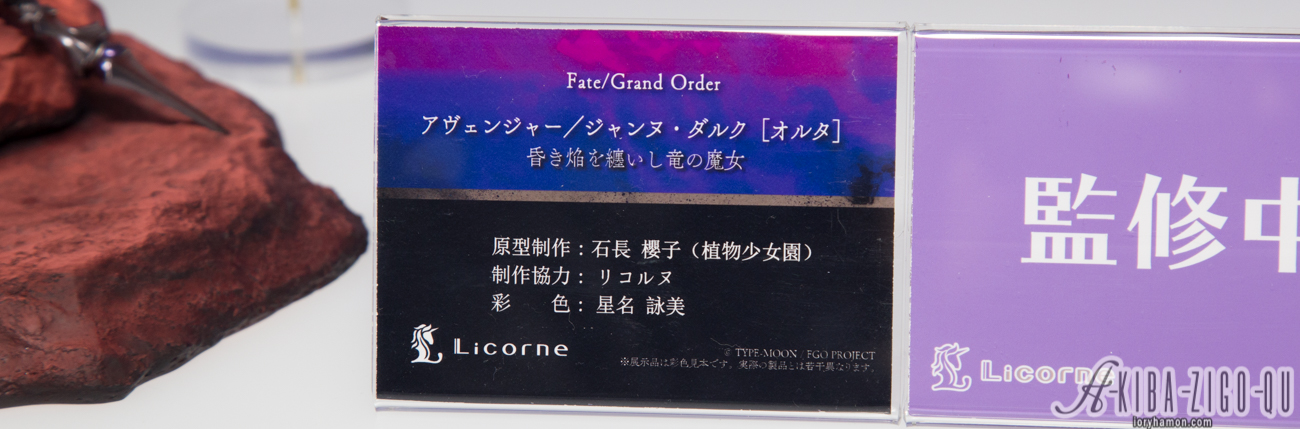 Fate/Grand Order
アヴェンジャー／ジャンヌ・ダルク［オルタ］
昏き焔を纏いし竜の魔女
原型制作：石長 櫻子（植物少女園）
制作協力：リコルヌ
彩　　色：星名 詠美
Licorne
TYPE-MOON / FGO PROJECT
※展示品は彩色見本です。実際の製品とは若干異なります。
監修中
Licorne
A-KIBA-ZIGO-QU
loryhamon.com